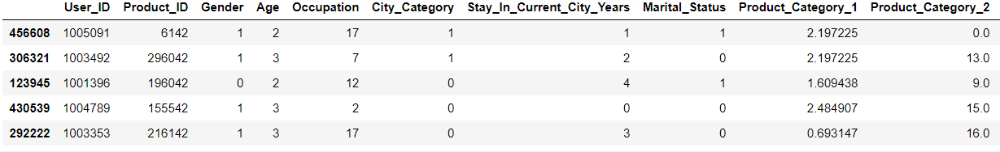 User_ID Product_ID Gender Age Occupation City_Category Stay_In_Current_City_Years Marital_Status Product_Category_1 Product_Category_2
456608 1005091 6142 1 2 17 1 1 1 2.197225 0.0
306321 1003492 296042 1 3 7 1 2 0 2.197225 13.0
123945 1001396 196042 0 2 12 0 4 1 1.609438 9.0
430539 1004789 155542 1 3 2 0 0 0 2.484907 15.0
292222 1003353 216142 1 3 17 0 3 0 0.693147 16.0